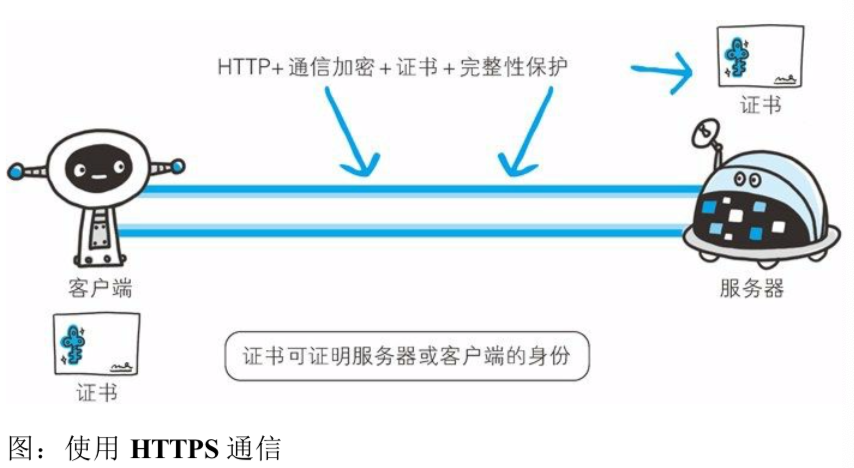 HTTP+通信加密+证书+完整性保护
证书
客户端
服务器
证书
证书可证明服务器或客户端的身份
图：使用 HTTPS 通信